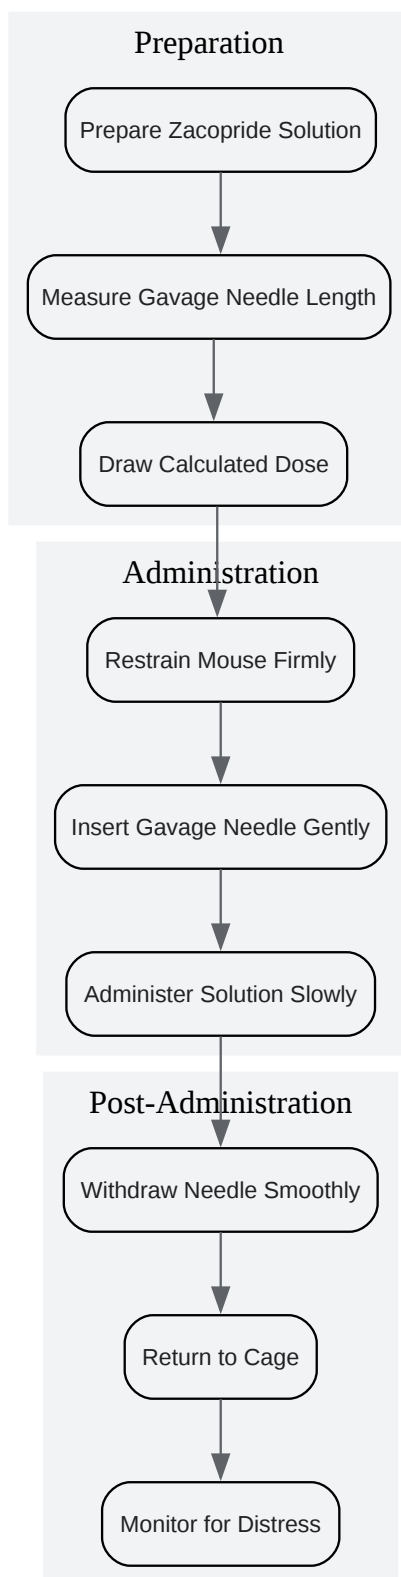 Preparation
Prepare Zacopride Solution
Measure Gavage Needle Length
Draw Calculated Dose
Administration
Restrain Mouse Firmly
Insert Gavage Needle Gently
Administer Solution Slowly
Post-Administration
Withdraw Needle Smoothly
Return to Cage
Monitor for Distress